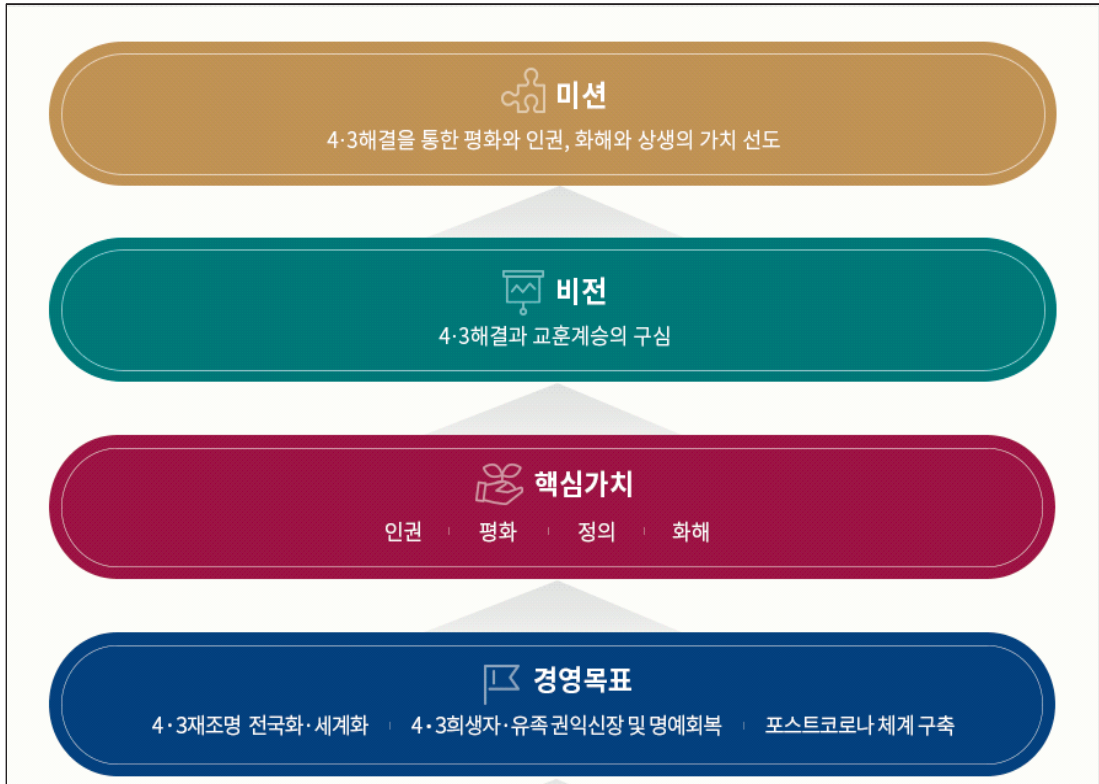 미션
4·3해결을 통한 평화와 인권, 화해와 상생의 가치 선도
비전
4·3해결과 교훈계승의 구심
핵심가치
인권 | 평화 | 정의 | 화해
경영목표
4·3재조명 전국화·세계화 | 4·3희생자·유족 권익신장 및 명예회복 | 포스트코로나 체계 구축